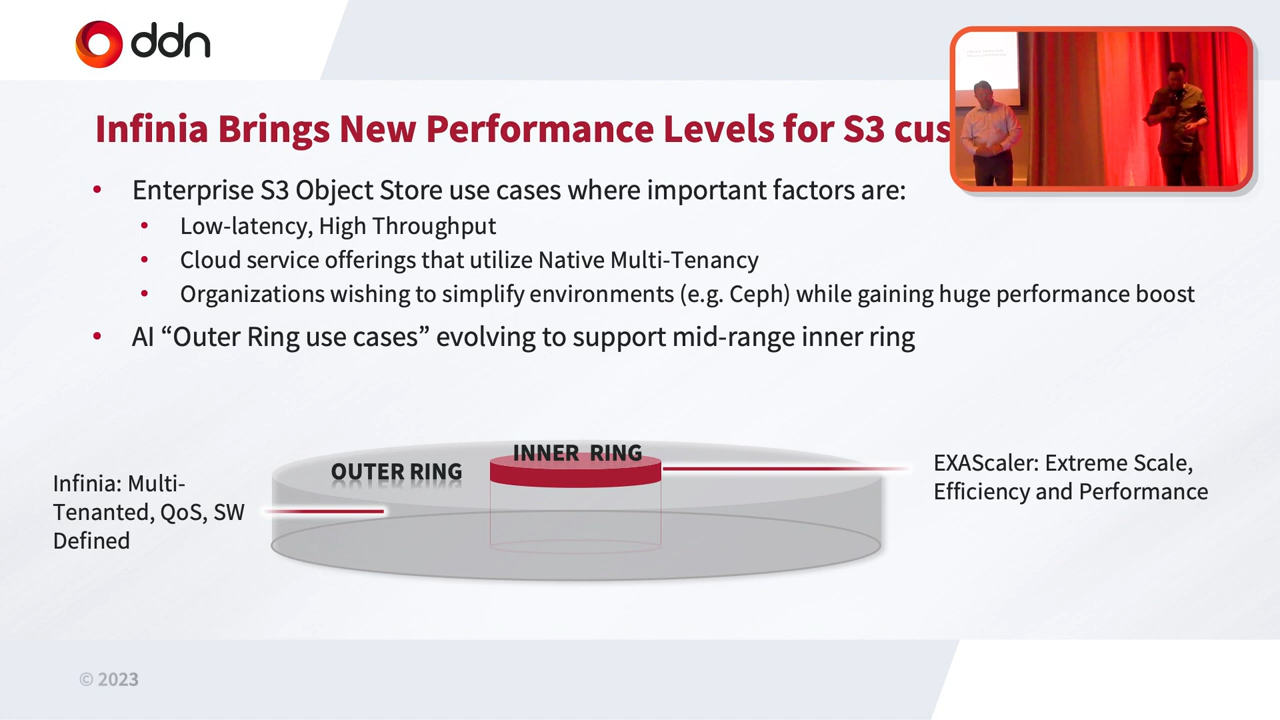 ddn
Infinia Brings New Performance Levels for S3
• Enterprise S3 Object Store use cases where important factors are:
• Low-latency, High Throughput
• Cloud service offerings that utilize Native Multi-Tenancy
• Organizations wishing to simplify environments (e.g. Ceph) while gaining huge performance boost
• AI “Outer Ring use cases” evolving to support mid-range inner ring
INNER RING
OUTER RING
Infinia: Multi-
Tenanted, QoS, SW
Defined
EXAScaler: Extreme Scale,
Efficiency and Performance
© 2023